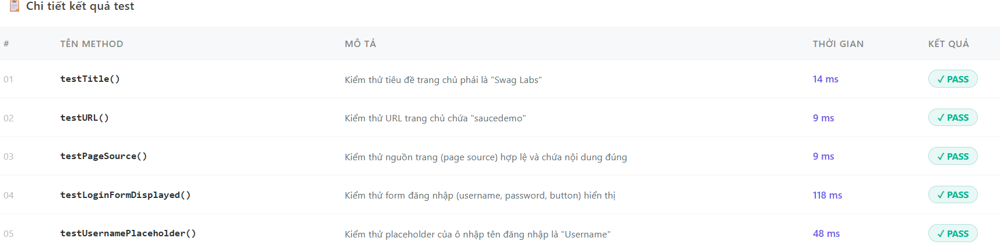 📋 Chi tiết kết quả test
# TÊN METHOD MÔ TẢ THỜI GIAN KẾT QUẢ
01 testTitle() Kiểm thử tiêu đề trang chủ phải là "Swag Labs" 14 ms ✓ PASS
02 testURL() Kiểm thử URL trang chủ chứa "saucedemo" 9 ms ✓ PASS
03 testPageSource() Kiểm thử nguồn trang (page source) hợp lệ và chứa nội dung đúng 9 ms ✓ PASS
04 testLoginFormDisplayed() Kiểm thử form đăng nhập (username, password, button) hiển thị 118 ms ✓ PASS
05 testUsernamePlaceholder() Kiểm thử placeholder của ô nhập tên đăng nhập là "Username" 48 ms ✓ PASS